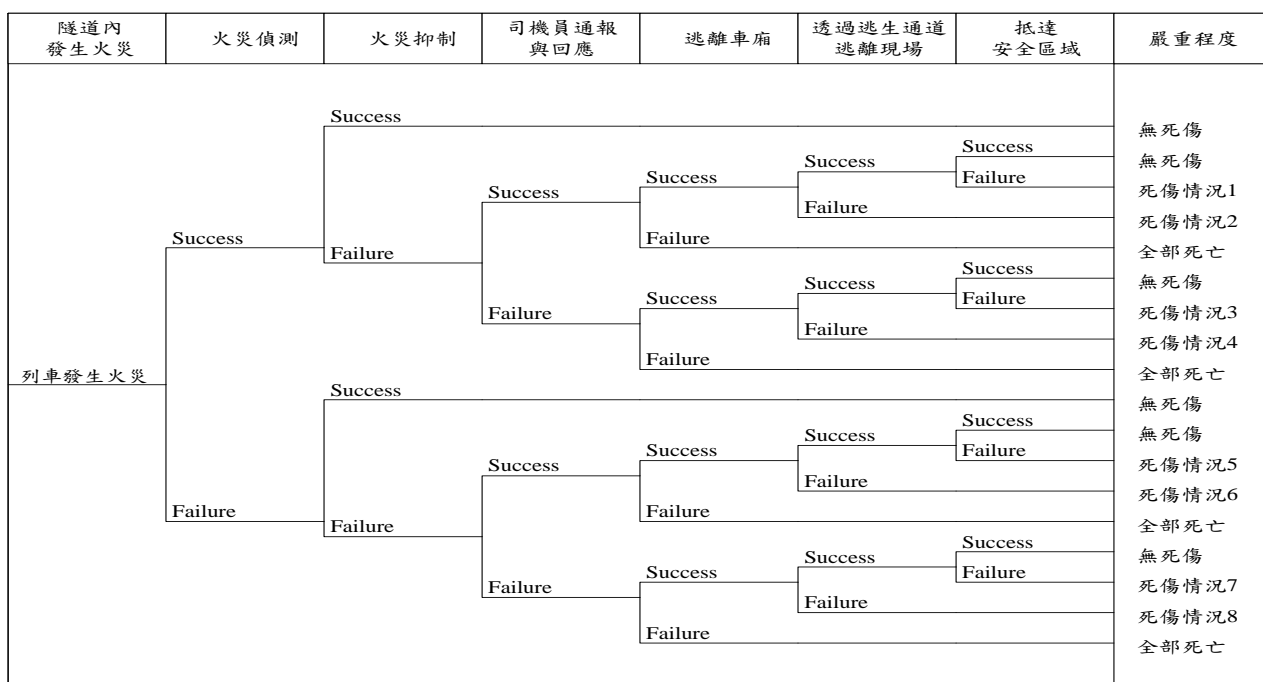 隧道內
發生火災
火災偵測
火災抑制
司機員通報
與回應
逃離車廂
透過逃生通道
逃離現場
抵達
安全區域
嚴重程度
Success
無死傷
Success
Success
無死傷
Success
Failure
Success
死傷情況1
Failure
死傷情況2
Success
Failure
Failure
全部死亡
Success
無死傷
Success
Success
Failure
Failure
死傷情況3
Failure
死傷情況4
Failure
全部死亡
列車發生火災
Success
無死傷
Success
Success
無死傷
Success
Failure
Success
死傷情況5
Failure
死傷情況6
Failure
Failure
Failure
全部死亡
Success
Success
無死傷
Success
Failure
Failure
死傷情況7
Failure
死傷情況8
Failure
全部死亡